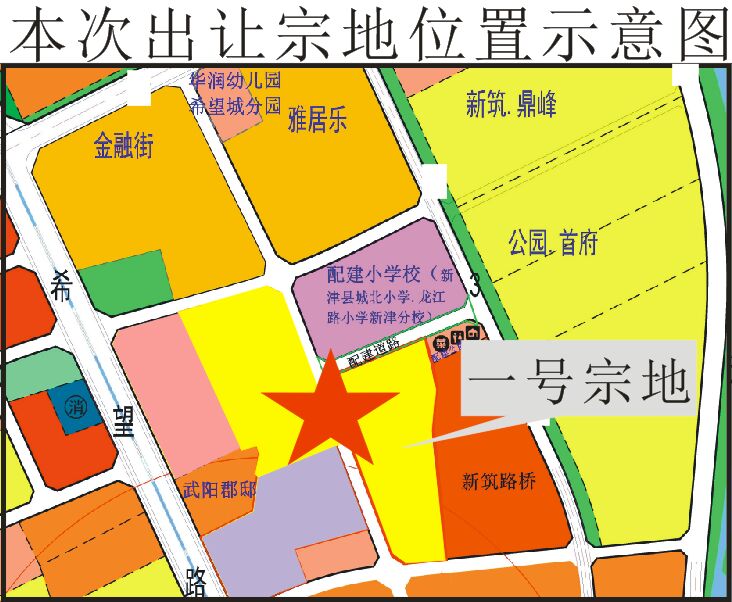 本次出让宗地位置示意图
华润幼儿园
希望城分园
金融街
雅居乐
新筑.鼎峰
公园.首府
希
望
路
配建小学校（新
津县城北小学.龙江
路小学新津分校）
3
配建道路
一号宗地
消
武阳郡邸
新筑路桥